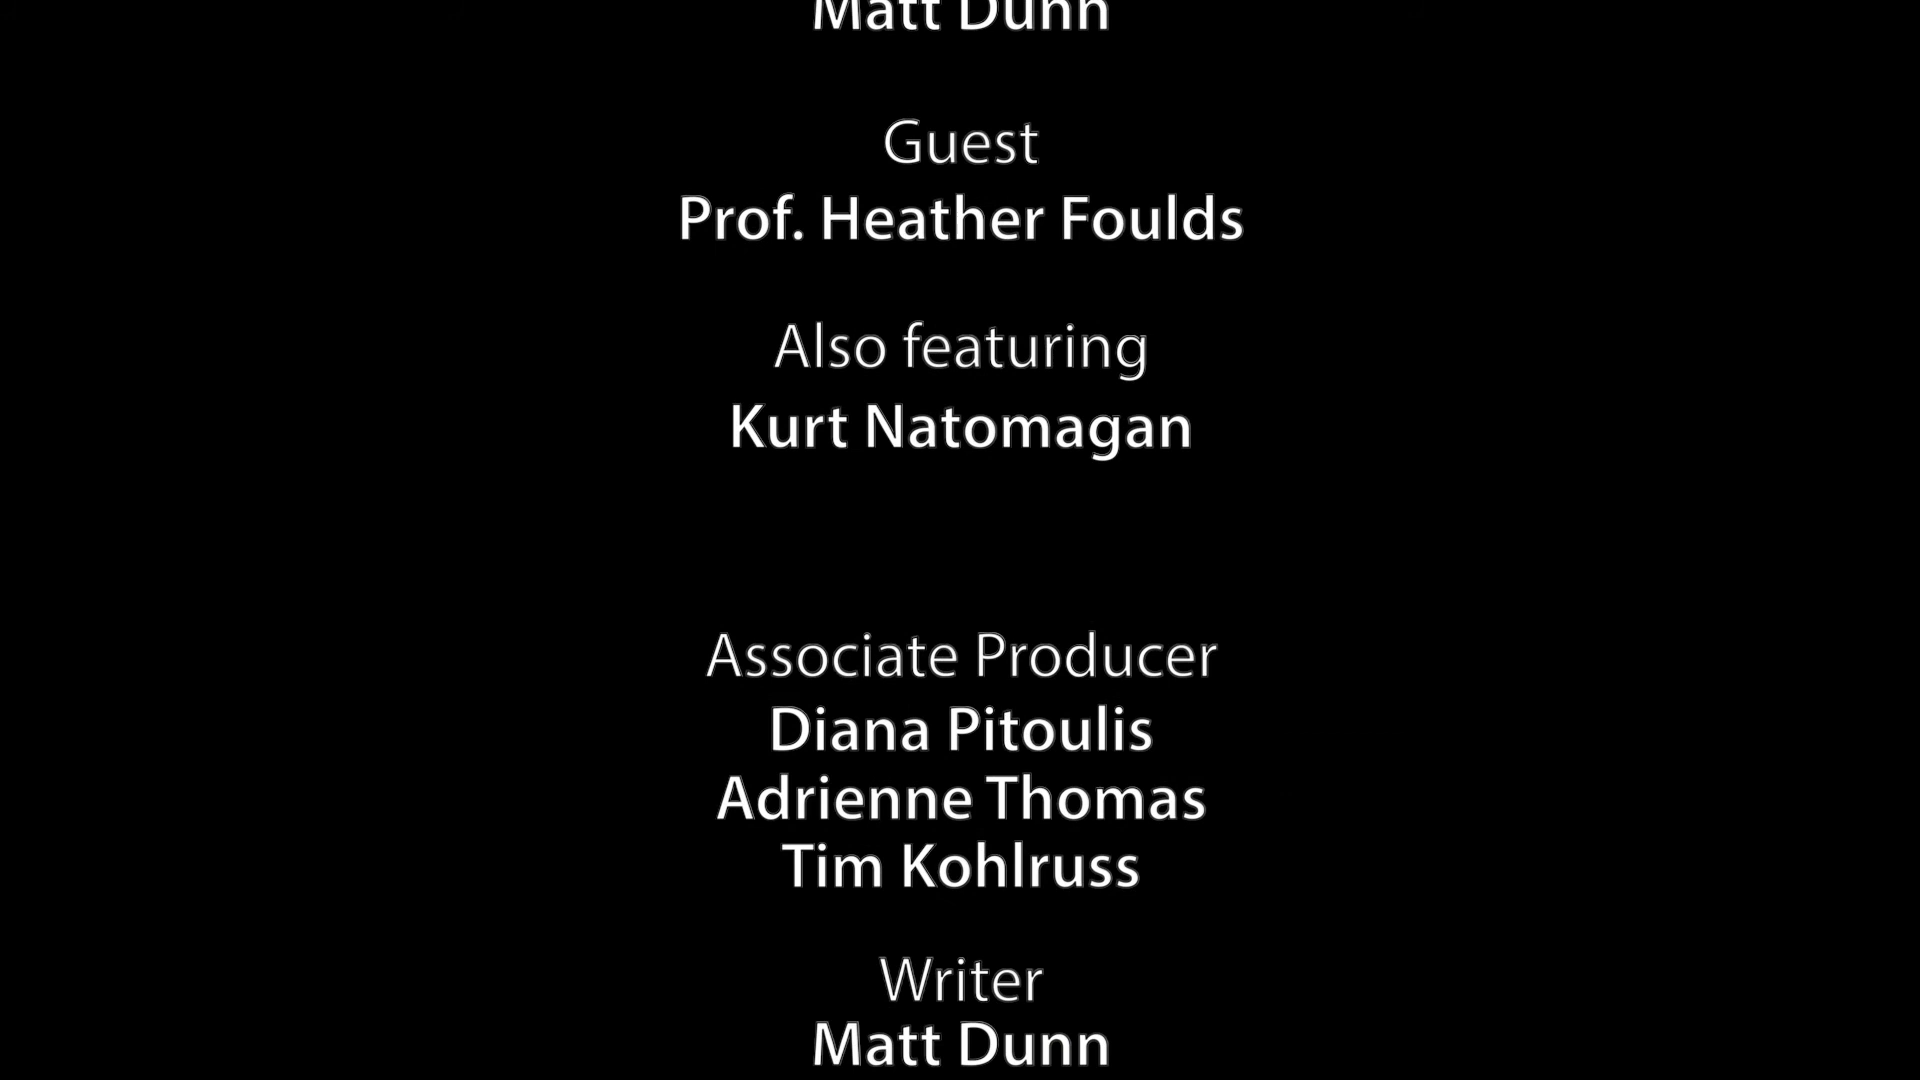 Matt Dunn
Guest
Prof. Heather Foulds
Also featuring
Kurt Natomagan
Associate Producer
Diana Pitoulis
Adrienne Thomas
Tim Kohlruss
Writer
Matt Dunn